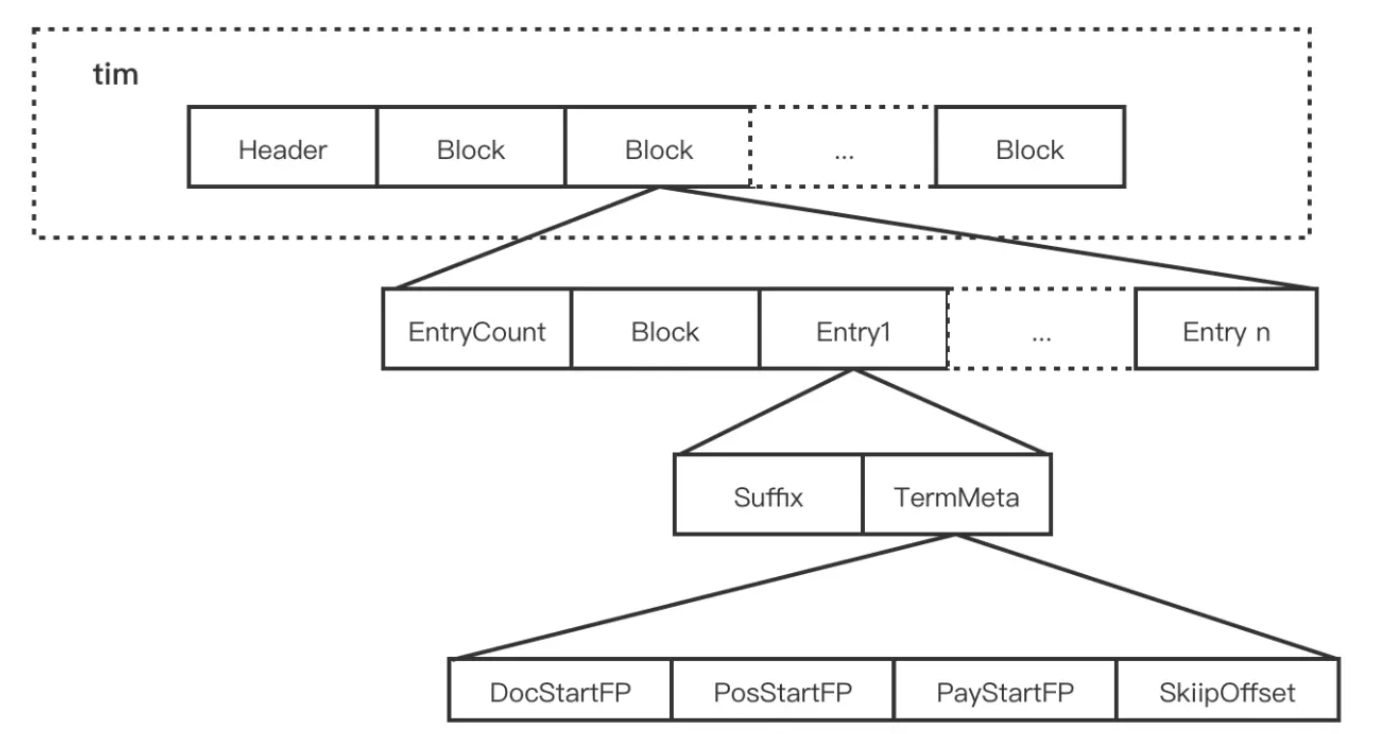 tim
Header Block Block ... Block
EntryCount Block Entry1 ... Entry n
Suffix TermMeta
DocStartFP PosStartFP PayStartFP SkiipOffset